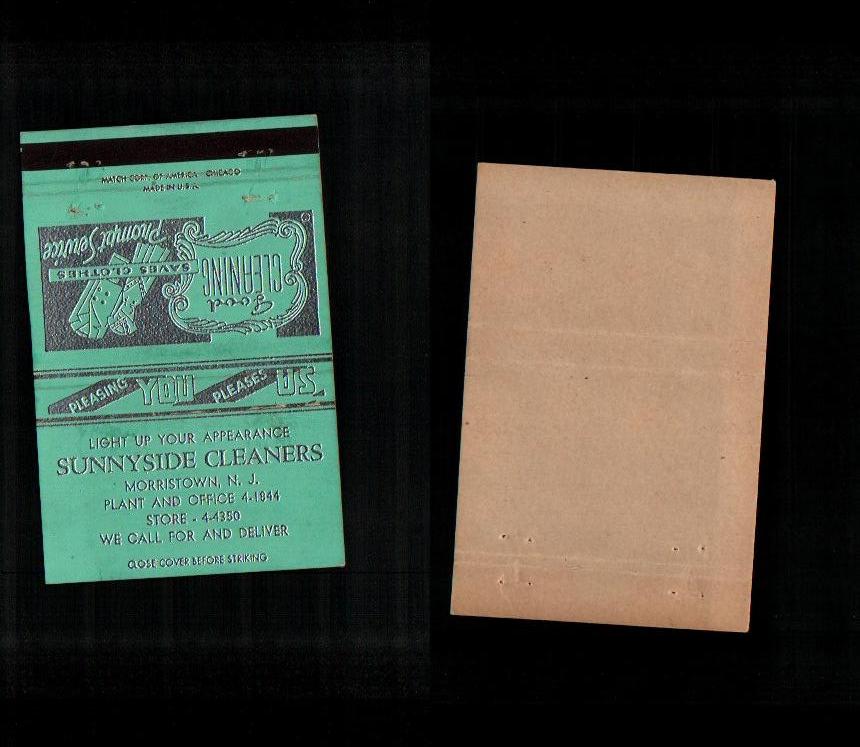 MATCH CORP. OF AMERICA - CHICAGO
MADE IN U.S.A.
Good
CLEANING
SAVES CLOTHES
Prompt Service
PLEASING YOU PLEASES US
LIGHT UP YOUR APPEARANCE
SUNNYSIDE CLEANERS
MORRISTOWN, N. J.
PLANT AND OFFICE 4-1844
STORE - 4-4350
WE CALL FOR AND DELIVER
CLOSE COVER BEFORE STRIKING